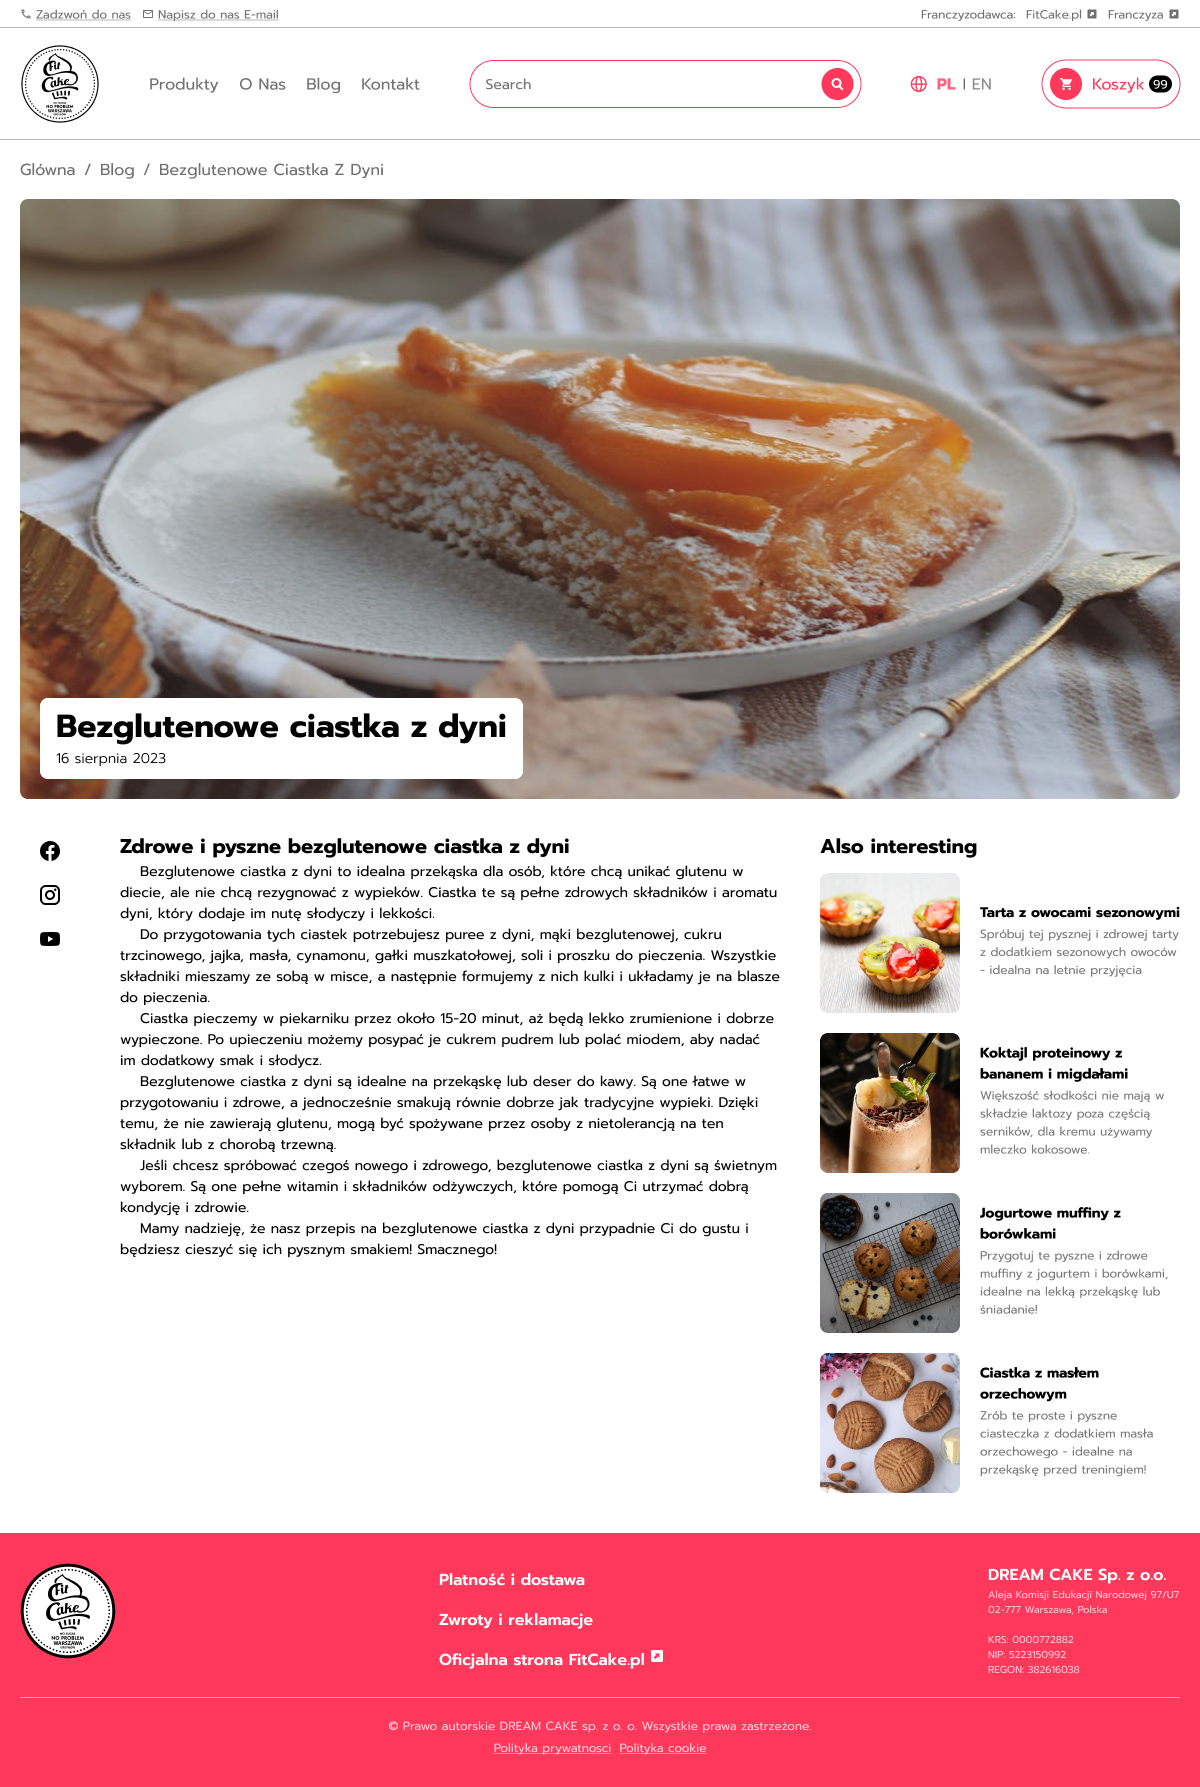 Zadzwoń do nas Napisz do nas E-mail Franczyzodawca: FitCake.pl Franczyza
Fit Cake
NO SUGAR
NO PROBLEM
WARSZAWA
URSYNÓW
Produkty O Nas Blog Kontakt Search PL | EN Koszyk 99
Glówna / Blog / Bezglutenowe Ciastka Z Dyni
Bezglutenowe ciastka z dyni
16 sierpnia 2023
Zdrowe i pyszne bezglutenowe ciastka z dyni
Bezglutenowe ciastka z dyni to idealna przekąska dla osób, które chcą unikać glutenu w
diecie, ale nie chcą rezygnować z wypieków. Ciastka te są pełne zdrowych składników i aromatu
dyni, który dodaje im nutę słodyczy i lekkości.
Do przygotowania tych ciastek potrzebujesz puree z dyni, mąki bezglutenowej, cukru
trzcinowego, jajka, masła, cynamonu, gałki muszkatołowej, soli i proszku do pieczenia. Wszystkie
składniki mieszamy ze sobą w misce, a następnie formujemy z nich kulki i układamy je na blasze
do pieczenia.
Ciastka pieczemy w piekarniku przez około 15-20 minut, aż będą lekko zrumienione i dobrze
wypieczone. Po upieczeniu możemy posypać je cukrem pudrem lub polać miodem, aby nadać
im dodatkowy smak i słodycz.
Bezglutenowe ciastka z dyni są idealne na przekąskę lub deser do kawy. Są one łatwe w
przygotowaniu i zdrowe, a jednocześnie smakują równie dobrze jak tradycyjne wypieki. Dzięki
temu, że nie zawierają glutenu, mogą być spożywane przez osoby z nietolerancją na ten
składnik lub z chorobą trzewną.
Jeśli chcesz spróbować czegoś nowego i zdrowego, bezglutenowe ciastka z dyni są świetnym
wyborem. Są one pełne witamin i składników odżywczych, które pomogą Ci utrzymać dobrą
kondycję i zdrowie.
Mamy nadzieję, że nasz przepis na bezglutenowe ciastka z dyni przypadnie Ci do gustu i
będziesz cieszyć się ich pysznym smakiem! Smacznego!
Also interesting
Tarta z owocami sezonowymi
Spróbuj tej pysznej i zdrowej tarty
z dodatkiem sezonowych owoców
- idealna na letnie przyjęcia
Koktajl proteinowy z
bananem i migdałami
Większość słodkości nie mają w
składzie laktozy poza częścią
serników, dla kremu używamy
mleczko kokosowe.
Jogurtowe muffiny z
borówkami
Przygotuj te pyszne i zdrowe
muffiny z jogurtem i borówkami,
idealne na lekką przekąskę lub
śniadanie!
Ciastka z masłem
orzechowym
Zrób te proste i pyszne
ciasteczka z dodatkiem masła
orzechowego - idealne na
przekąskę przed treningiem!
Fit Cake
NO SUGAR
NO PROBLEM
WARSZAWA
URSYNÓW
Platność i dostawa
Zwroty i reklamacje
Oficjalna strona FitCake.pl
DREAM CAKE Sp. z o.o.
Aleja Komisji Edukacji Narodowej 97/U7
02-777 Warszawa, Polska
KRS: 0000772882
NIP: 5223150992
REGON: 382616038
© Prawo autorskie DREAM CAKE sp. z o. o. Wszystkie prawa zastrzeżone.
Polityka prywatnosci Polityka cookie